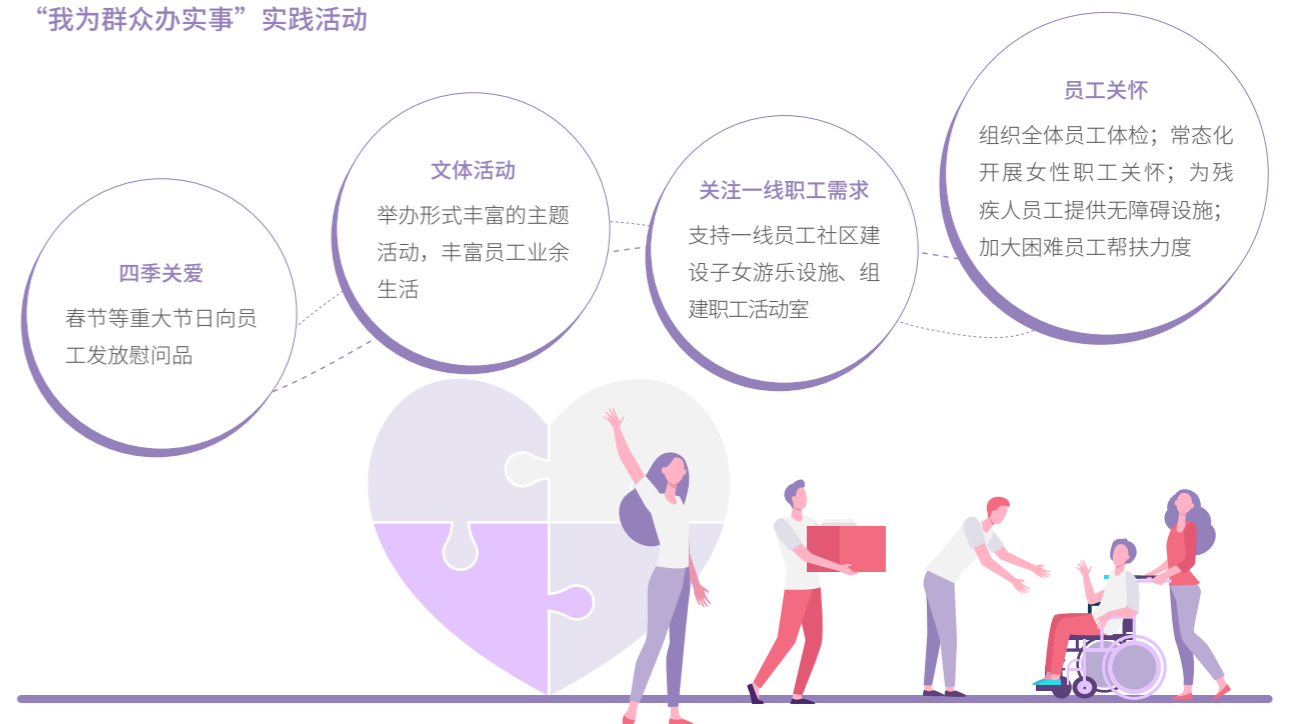 “我为群众办实事”实践活动
四季关爱
春节等重大节日向员
工发放慰问品
文体活动
举办形式丰富的主题
活动，丰富员工业余
生活
关注一线职工需求
支持一线员工社区建
设子女游乐设施、组
建职工活动室
员工关怀
组织全体员工体检；常态化
开展女性职工关怀；为残
疾人员工提供无障碍设施；
加大困难员工帮扶力度